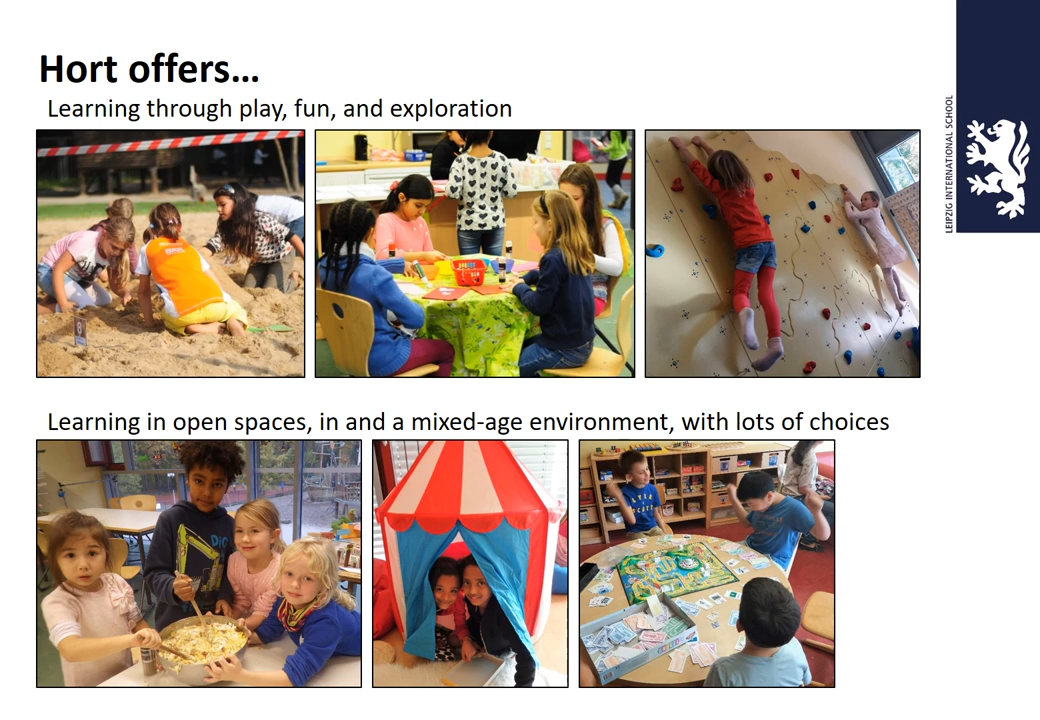 Hort offers…
Learning through play, fun, and exploration
LEIPZIG INTERNATIONAL SCHOOL
Learning in open spaces, in and a mixed-age environment, with lots of choices